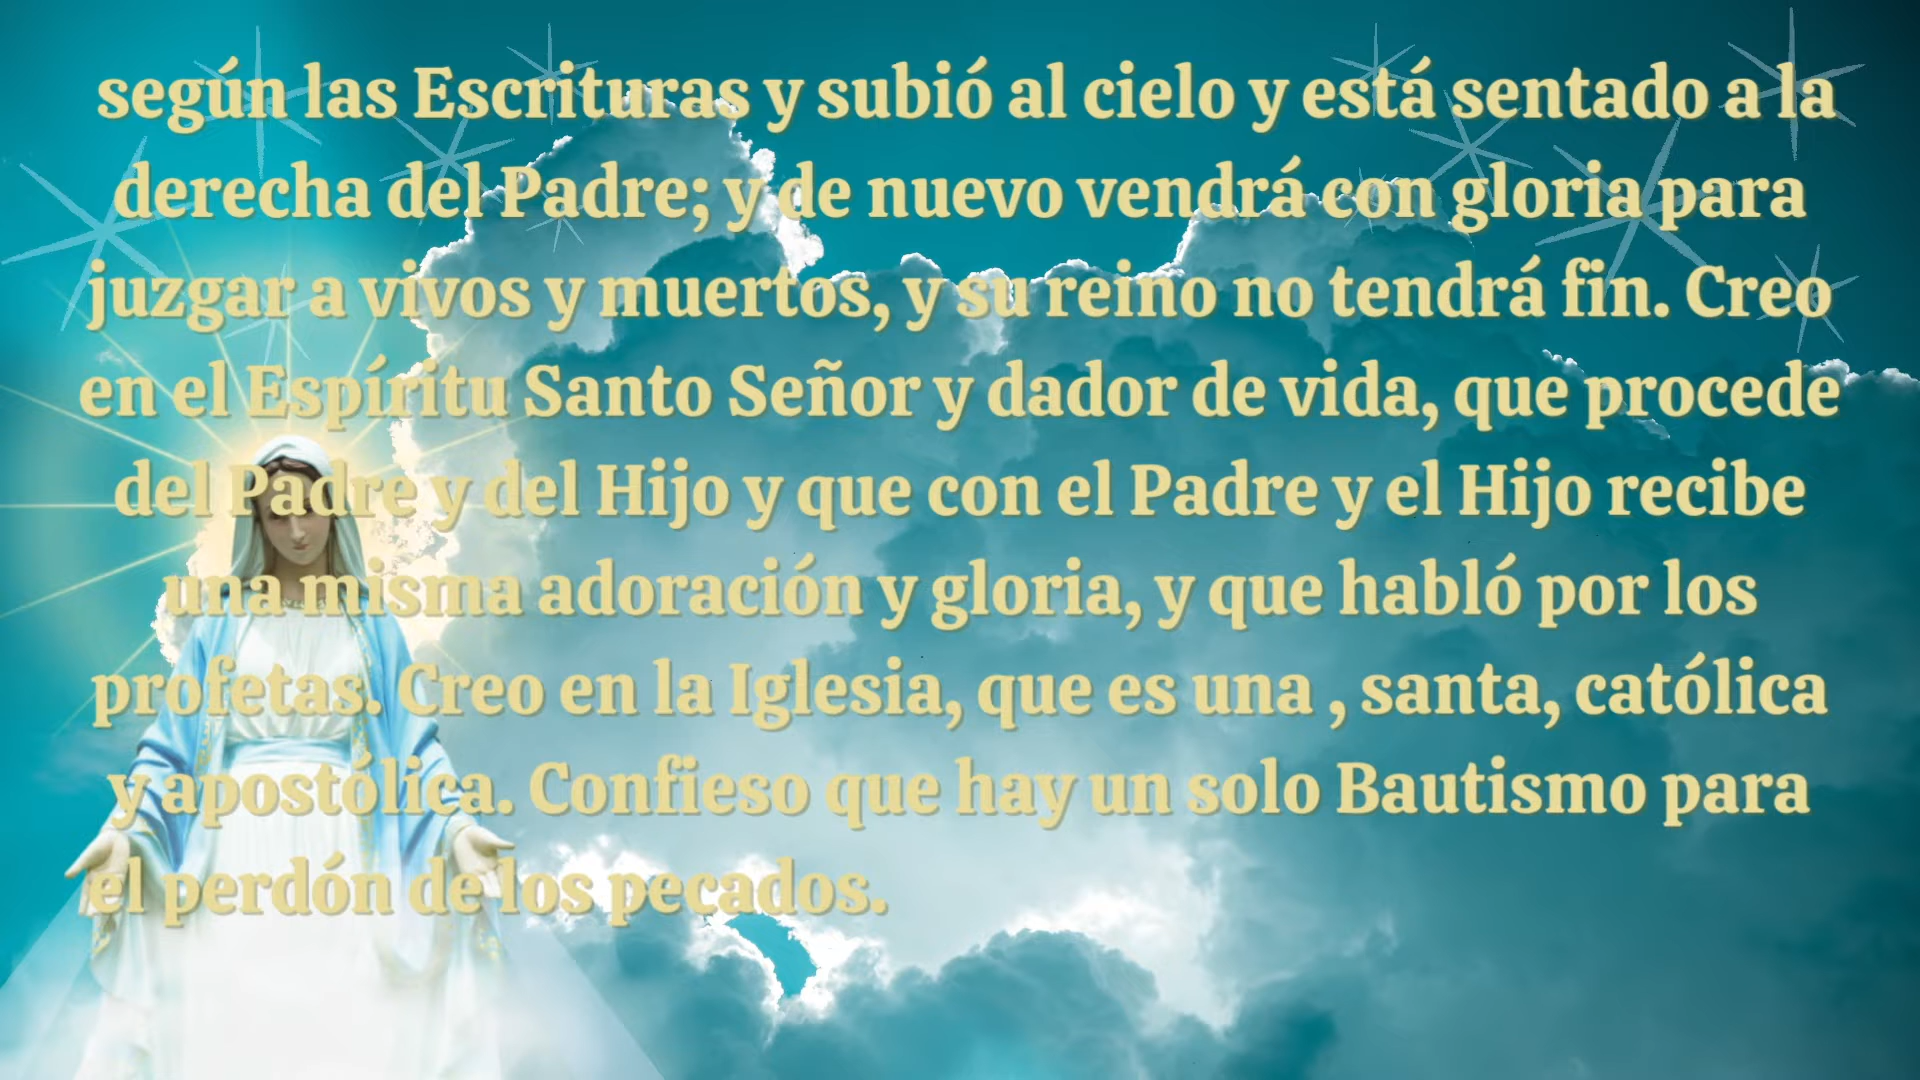 según las Escrituras y subió al cielo y está sentado a la
derecha del Padre; y de nuevo vendrá con gloria para
juzgar a vivos y muertos, y su reino no tendrá fin. Creo
en el Espíritu Santo Señor y dador de vida, que procede
del Padre y del Hijo y que con el Padre y el Hijo recibe
una misma adoración y gloria, y que habló por los
profetas. Creo en la Iglesia, que es una , santa, católica
y apostólica. Confieso que hay un solo Bautismo para
el perdón de los pecados.